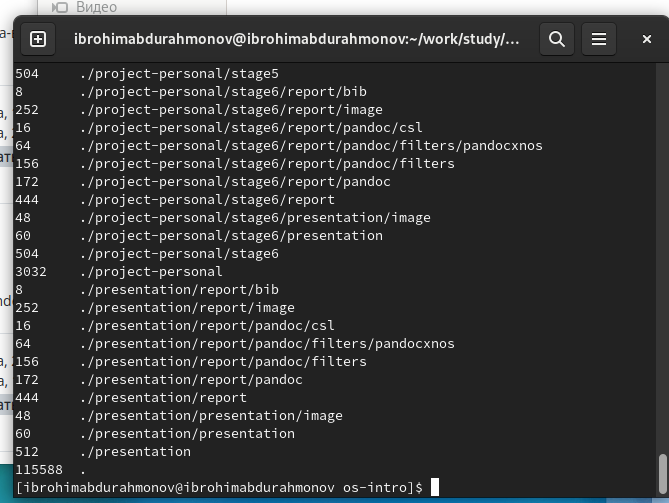 Видео
ibrohimabdurahmonov@ibrohimabdurahmonov:~/work/study/...
504 ./project-personal/stage5
8 ./project-personal/stage6/report/bib
252 ./project-personal/stage6/report/image
16 ./project-personal/stage6/report/pandoc/csl
64 ./project-personal/stage6/report/pandoc/filters/pandocxnos
156 ./project-personal/stage6/report/pandoc/filters
172 ./project-personal/stage6/report/pandoc
444 ./project-personal/stage6/report
48 ./project-personal/stage6/presentation/image
60 ./project-personal/stage6/presentation
504 ./project-personal/stage6
3032 ./project-personal
8 ./presentation/report/bib
252 ./presentation/report/image
16 ./presentation/report/pandoc/csl
64 ./presentation/report/pandoc/filters/pandocxnos
156 ./presentation/report/pandoc/filters
172 ./presentation/report/pandoc
444 ./presentation/report
48 ./presentation/presentation/image
60 ./presentation/presentation
512 ./presentation
115588 .
[ibrohimabdurahmonov@ibrohimabdurahmonov os-intro]$